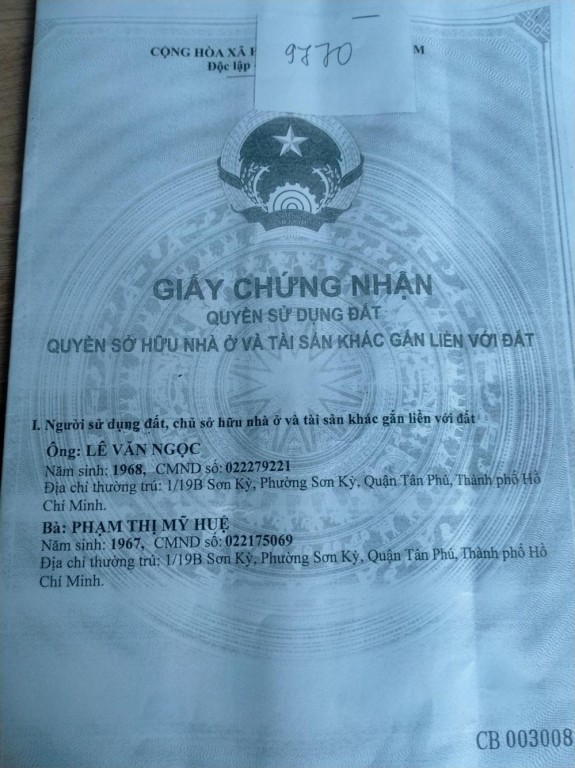 CỘNG HÒA XÃ
9770
M
Độc lập
GIẤY CHỨNG NHẬN
QUYỀN SỬ DỤNG ĐẤT
QUYỀN SỞ HỮU NHÀ Ở VÀ TÀI SẢN KHÁC GẮN LIỀN VỚI ĐẤT
I. Người sử dụng đất, chủ sở hữu nhà ở và tài sản khác gắn liền với đất
Ông: LÊ VĂN NGỌC
Năm sinh: 1968, CMND số: 022279221
Địa chỉ thường trú: 1/19B Sơn Kỳ, Phường Sơn Kỳ, Quận Tân Phú, Thành phố Hồ
Chí Minh.
Bà: PHẠM THỊ MỸ HUỆ
Năm sinh: 1967, CMND số: 022175069
Địa chỉ thường trú: 1/19B Sơn Kỳ, Phường Sơn Kỳ, Quận Tân Phú, Thành phố Hồ
Chí Minh.
CB 003008